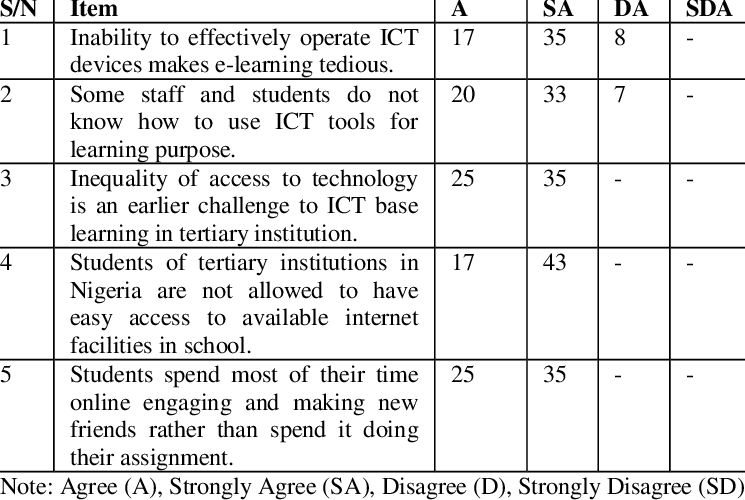 S/N Item A SA DA SDA
1 Inability to effectively operate ICT 17 35 8 -
devices makes e-learning tedious.
2 Some staff and students do not 20 33 7 -
know how to use ICT tools for
learning purpose.
3 Inequality of access to technology 25 35 - -
is an earlier challenge to ICT base
learning in tertiary institution.
4 Students of tertiary institutions in 17 43 - -
Nigeria are not allowed to have
easy access to available internet
facilities in school.
5 Students spend most of their time 25 35 - -
online engaging and making new
friends rather than spend it doing
their assignment.
Note: Agree (A), Strongly Agree (SA), Disagree (D), Strongly Disagree (SD)